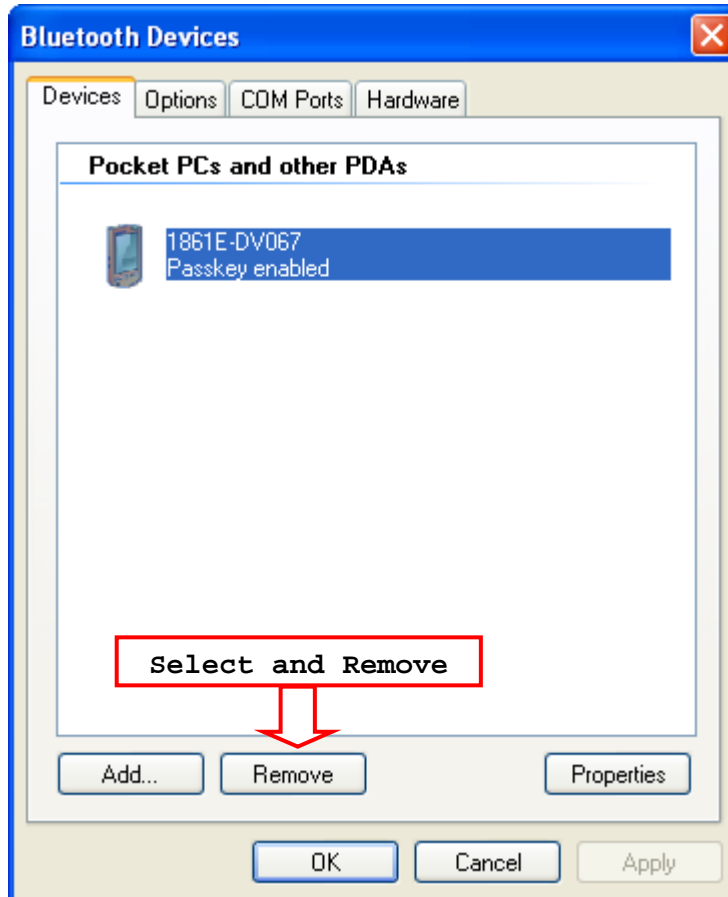 Bluetooth Devices
Devices Options COM Ports Hardware
Pocket PCs and other PDAs
1861E-DV067
Passkey enabled
Select and Remove
Add... Remove Properties
OK Cancel Apply